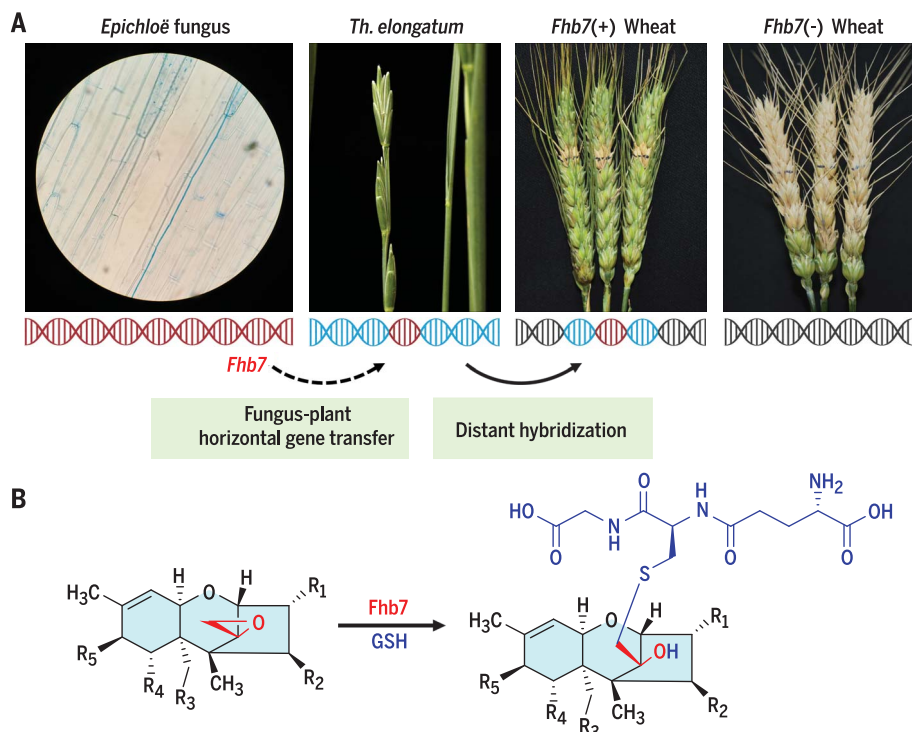 A
Epichloë fungus
Th. elongatum
Fhb7(+) Wheat
Fhb7(-) Wheat
Fhb7
Fungus-plant
horizontal gene transfer
Distant hybridization
B
H
H
O
R1
H3C
O
R5
R4
R3
CH3
R2
Fhb7
GSH
O
HO
N
H
O
H
N
O
NH2
OH
O
S
H
H
O
R1
H3C
OH
R5
R4
R3
CH3
R2